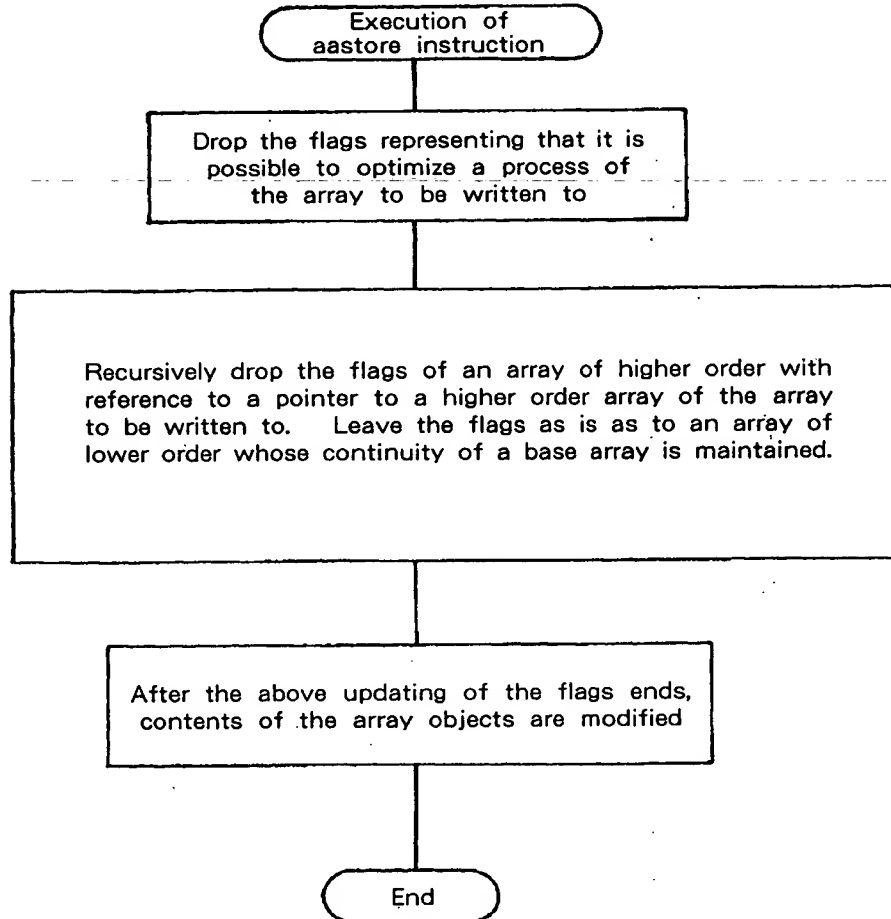 Execution of
aastore instruction
Drop the flags representing that it is
possible to optimize a process of
the array to be written to
Recursively drop the flags of an array of higher order with
reference to a pointer to a higher order array of the array
to be written to. Leave the flags as is as to an array of
lower order whose continuity of a base array is maintained.
After the above updating of the flags ends,
contents of the array objects are modified
End